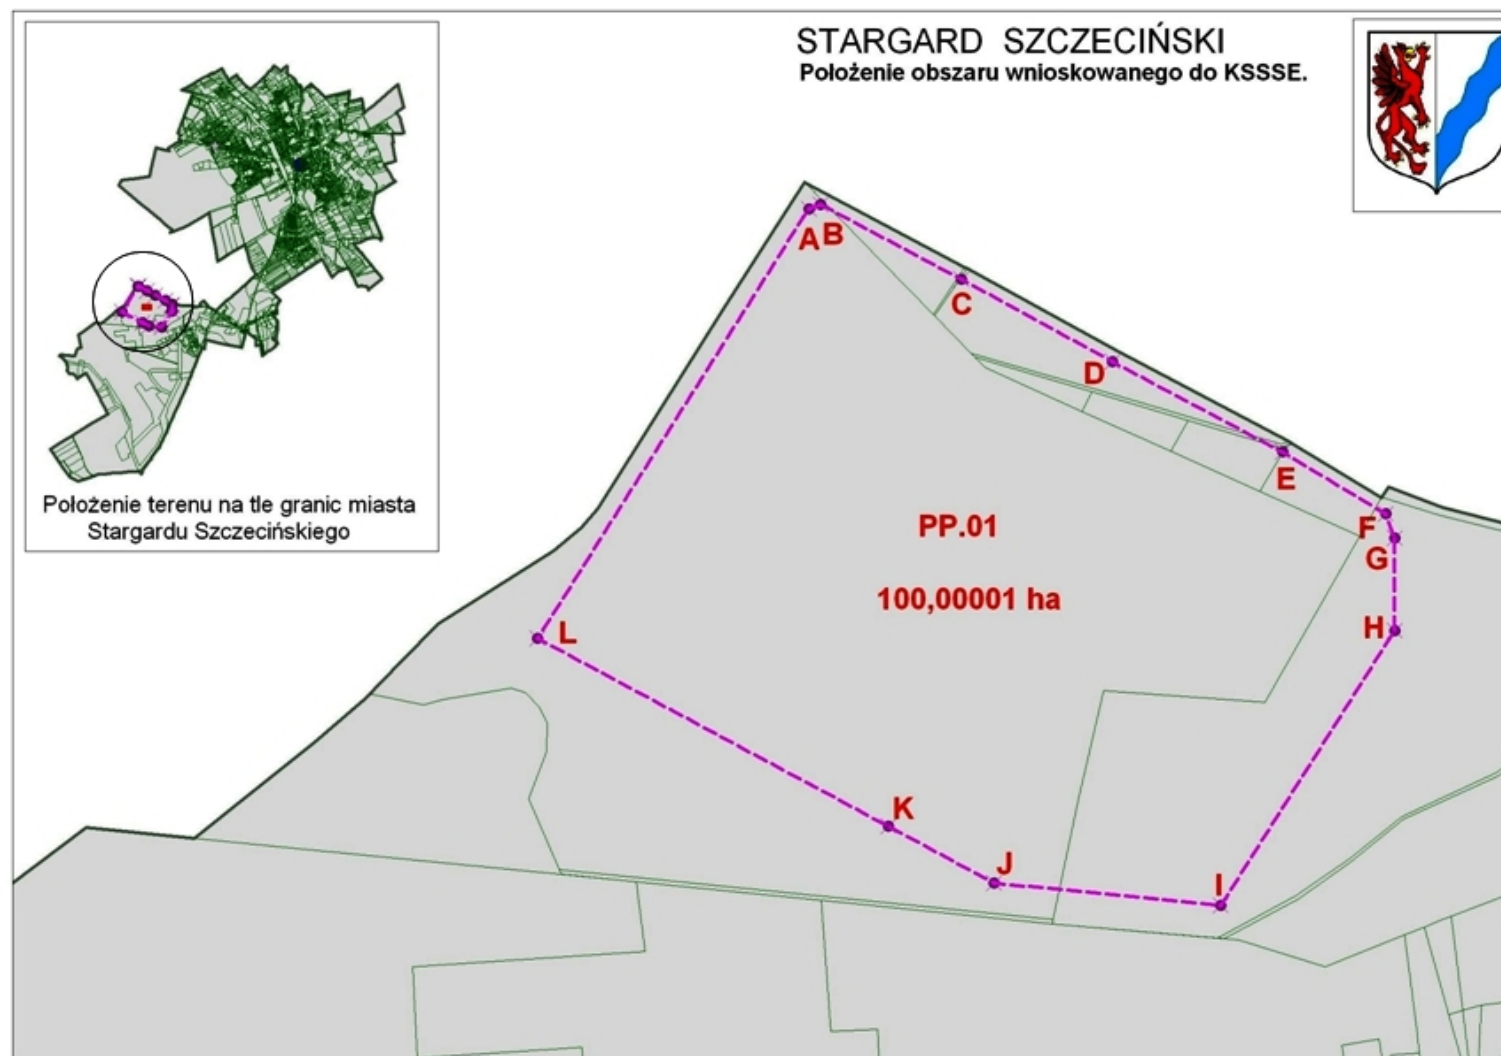 STARGARD SZCZECIŃSKI
Położenie obszaru wnioskowanego do KSSSE.
Położenie terenu na tle granic miasta
Stargardu Szczecińskiego
A B
C
D
E
F
G
PP.01
100,00001 ha
H
L
K
J
I